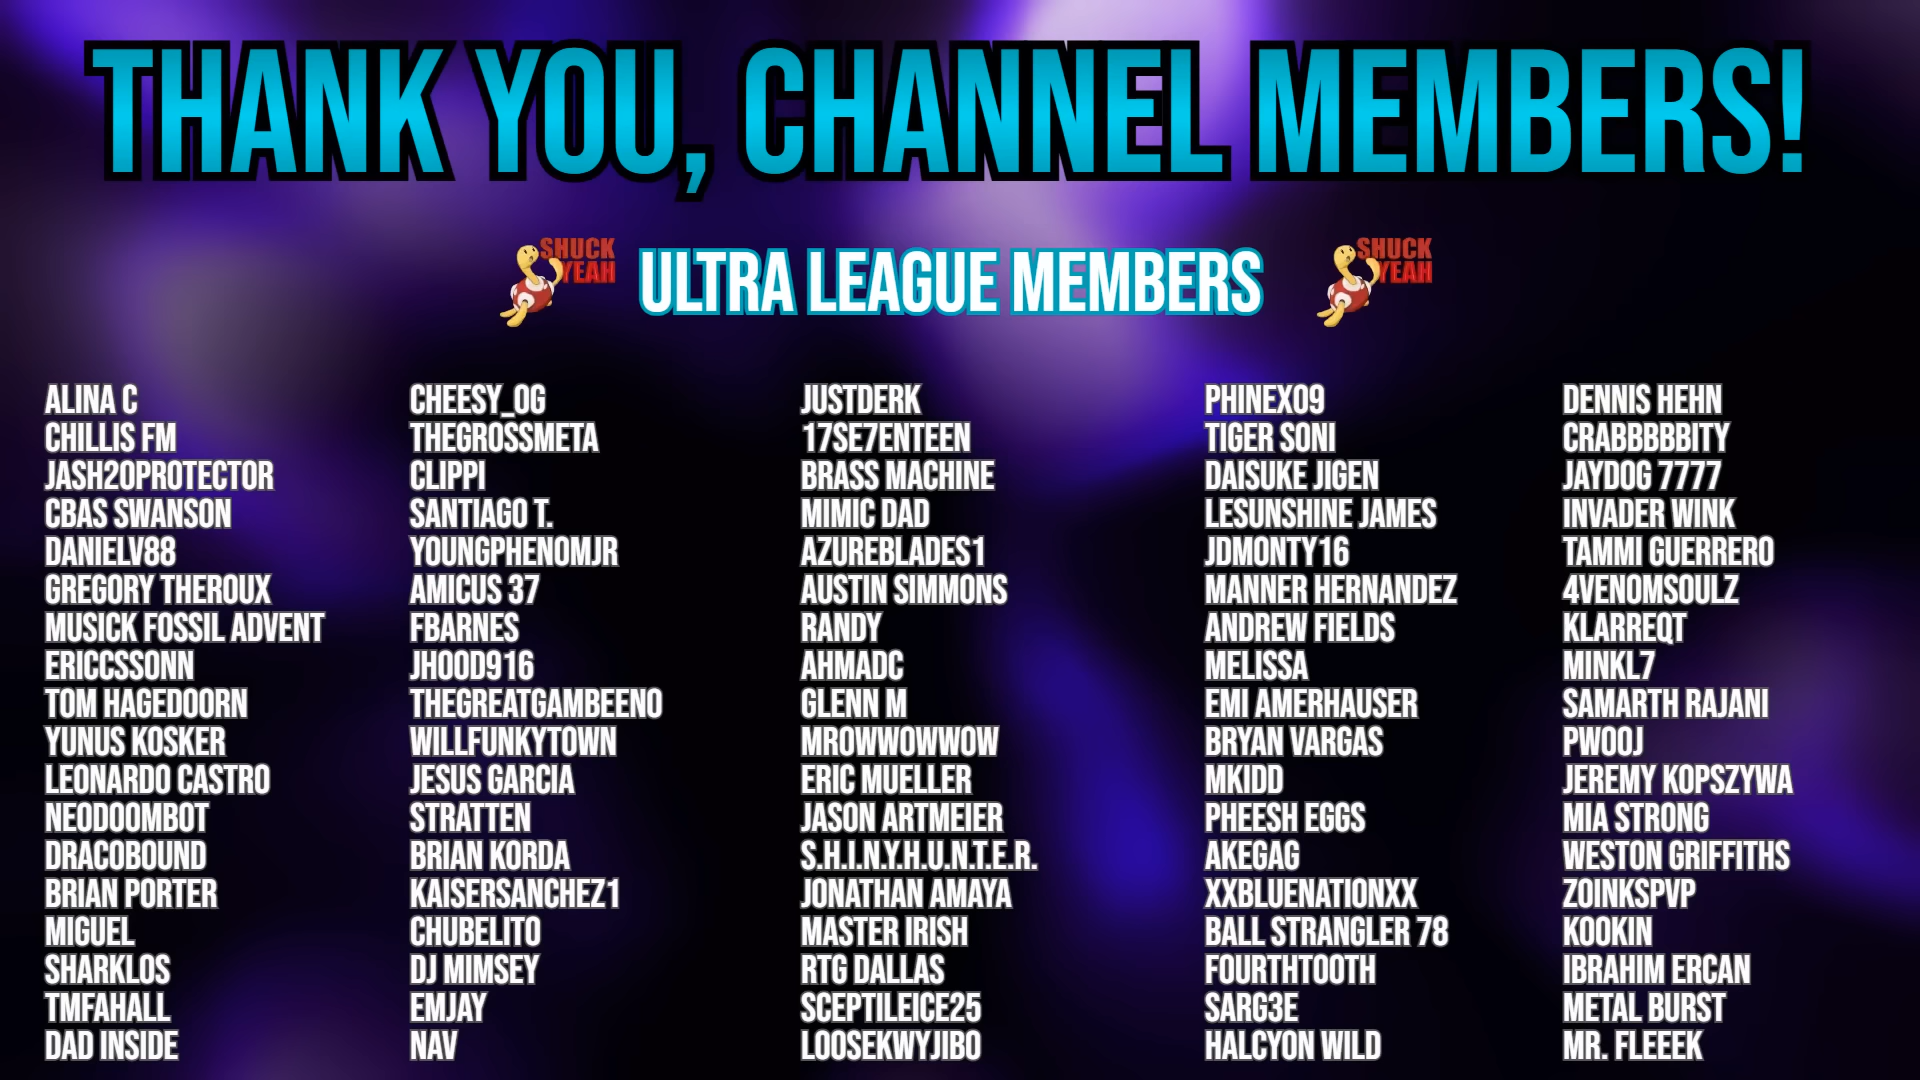 THANK YOU, CHANNEL MEMBERS!
SHUCK YEAH
ULTRA LEAGUE MEMBERS
SHUCK YEAH
ALINA C
CHILLIS FM
JASH20PROTECTOR
CBAS SWANSON
DANIELV88
GREGORY THEROUX
MUSICK FOSSIL ADVENT
ERICCSSONN
TOM HAGEDOORN
YUNUS KOSKER
LEONARDO CASTRO
NEODOOMBOT
DRACOBOUND
BRIAN PORTER
MIGUEL
SHARKLOS
TMFAHALL
DAD INSIDE
CHEESY_OG
THEGROSSMETA
CLIPPI
SANTIAGO T.
YOUNGPHENOMJR
AMICUS 37
FBARNES
JHOOD916
THEGREATGAMBEENO
WILLFUNKYTOWN
JESUS GARCIA
STRATTEN
BRIAN KORDA
KAISERSANCHEZ1
CHUBELITO
DJ MIMSEY
EMJAY
NAV
JUSTDERK
17SE7ENTEEN
BRASS MACHINE
MIMIC DAD
AZUREBLADES1
AUSTIN SIMMONS
RANDY
AHMADC
GLENN M
MROWWOWWOW
ERIC MUELLER
JASON ARTMEIER
S.H.I.N.Y.H.U.N.T.E.R.
JONATHAN AMAYA
MASTER IRISH
RTG DALLAS
SCEPTILEICE25
LOOSEKWYJIBO
PHINEX09
TIGER SONI
DAISUKE JIGEN
LESUNSHINE JAMES
JDMONTY16
MANNER HERNANDEZ
ANDREW FIELDS
MELISSA
EMI AMERHAUSER
BRYAN VARGAS
MKIDD
PHEESH EGGS
AKEGAG
XXBLUENATIONXX
BALL STRANGLER 78
FOURTHTOOTH
SARG3E
HALCYON WILD
DENNIS HEHN
CRABBBBBITY
JAYDOG 7777
INVADER WINK
TAMMI GUERRERO
4VENOMSOULZ
KLARREQT
MINKL7
SAMARTH RAJANI
PWOOJ
JEREMY KOPSZYWA
MIA STRONG
WESTON GRIFFITHS
ZOINKSPVP
KOOKIN
IBRAHIM ERCAN
METAL BURST
MR. FLEEEK